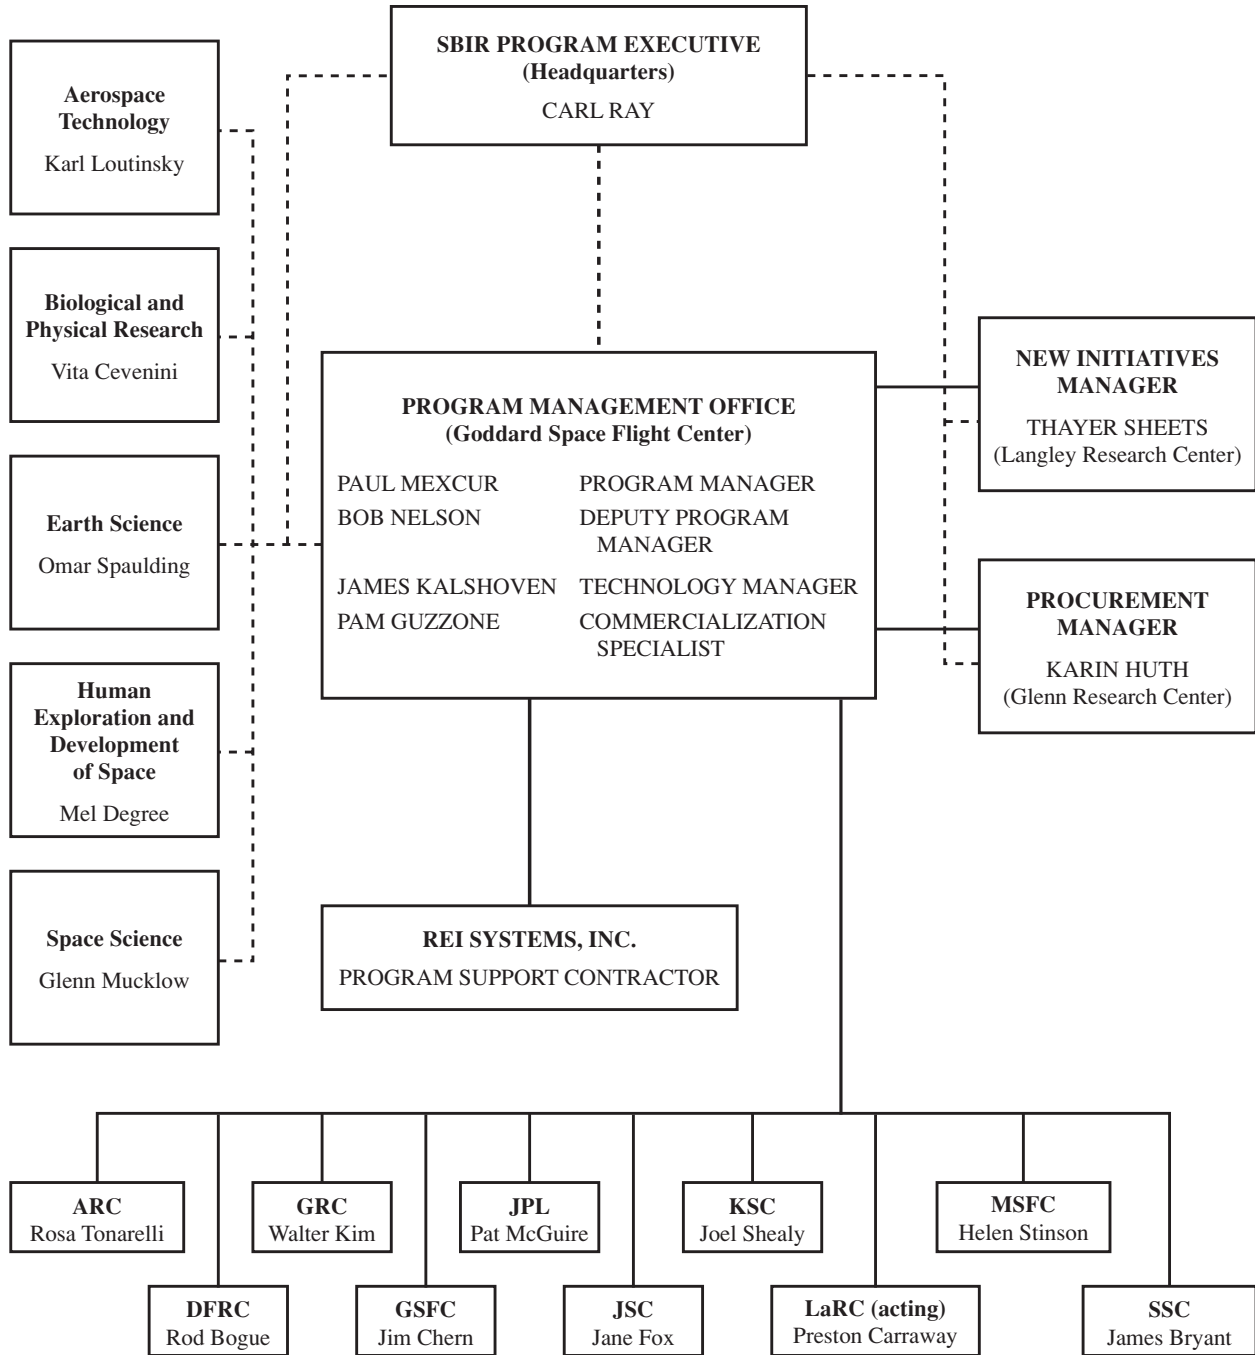 SBIR PROGRAM EXECUTIVE
(Headquarters)
CARL RAY
Aerospace
Technology
Karl Loutinsky
Biological and
Physical Research
Vita Cevenini
Earth Science
Omar Spaulding
Human
Exploration and
Development
of Space
Mel Degree
Space Science
Glenn Mucklow
PROGRAM MANAGEMENT OFFICE
(Goddard Space Flight Center)
PAUL MEXCUR PROGRAM MANAGER
BOB NELSON DEPUTY PROGRAM
MANAGER
JAMES KALSHOVEN TECHNOLOGY MANAGER
PAM GUZZONE COMMERCIALIZATION
SPECIALIST
NEW INITIATIVES
MANAGER
THAYER SHEETS
(Langley Research Center)
PROCUREMENT
MANAGER
KARIN HUTH
(Glenn Research Center)
REI SYSTEMS, INC.
PROGRAM SUPPORT CONTRACTOR
ARC
Rosa Tonarelli
DFRC
Rod Bogue
GRC
Walter Kim
GSFC
Jim Chern
JPL
Pat McGuire
JSC
Jane Fox
KSC
Joel Shealy
LaRC (acting)
Preston Carraway
MSFC
Helen Stinson
SSC
James Bryant